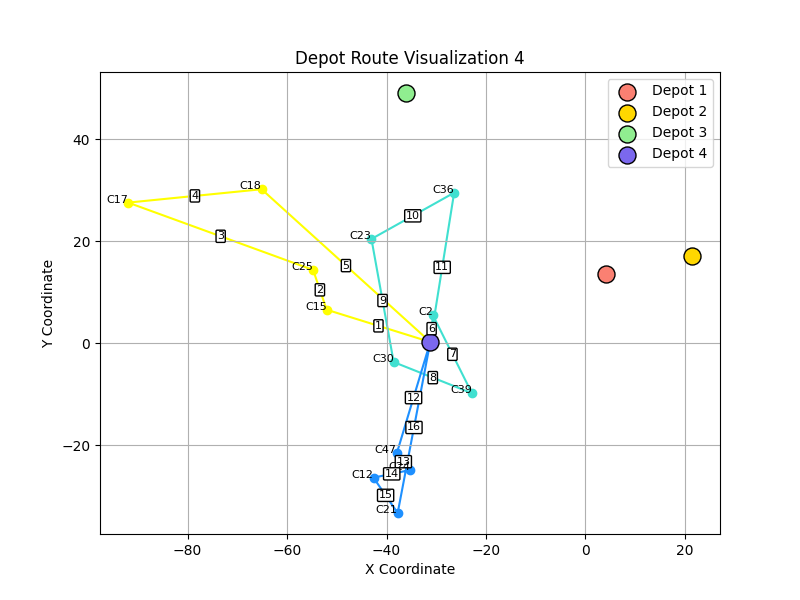 Depot Route Visualization 4
Depot 1
Depot 2
Depot 3
Depot 4
C17
4
C18
C36
10
C23
3
5
11
C25
2
9
C15
C2
1
6
7
C30
8
C39
12
16
C47
13
14
C12
15
C21
40
20
0
−20
−80
−60
−40
−20
0
20
X Coordinate
Y Coordinate